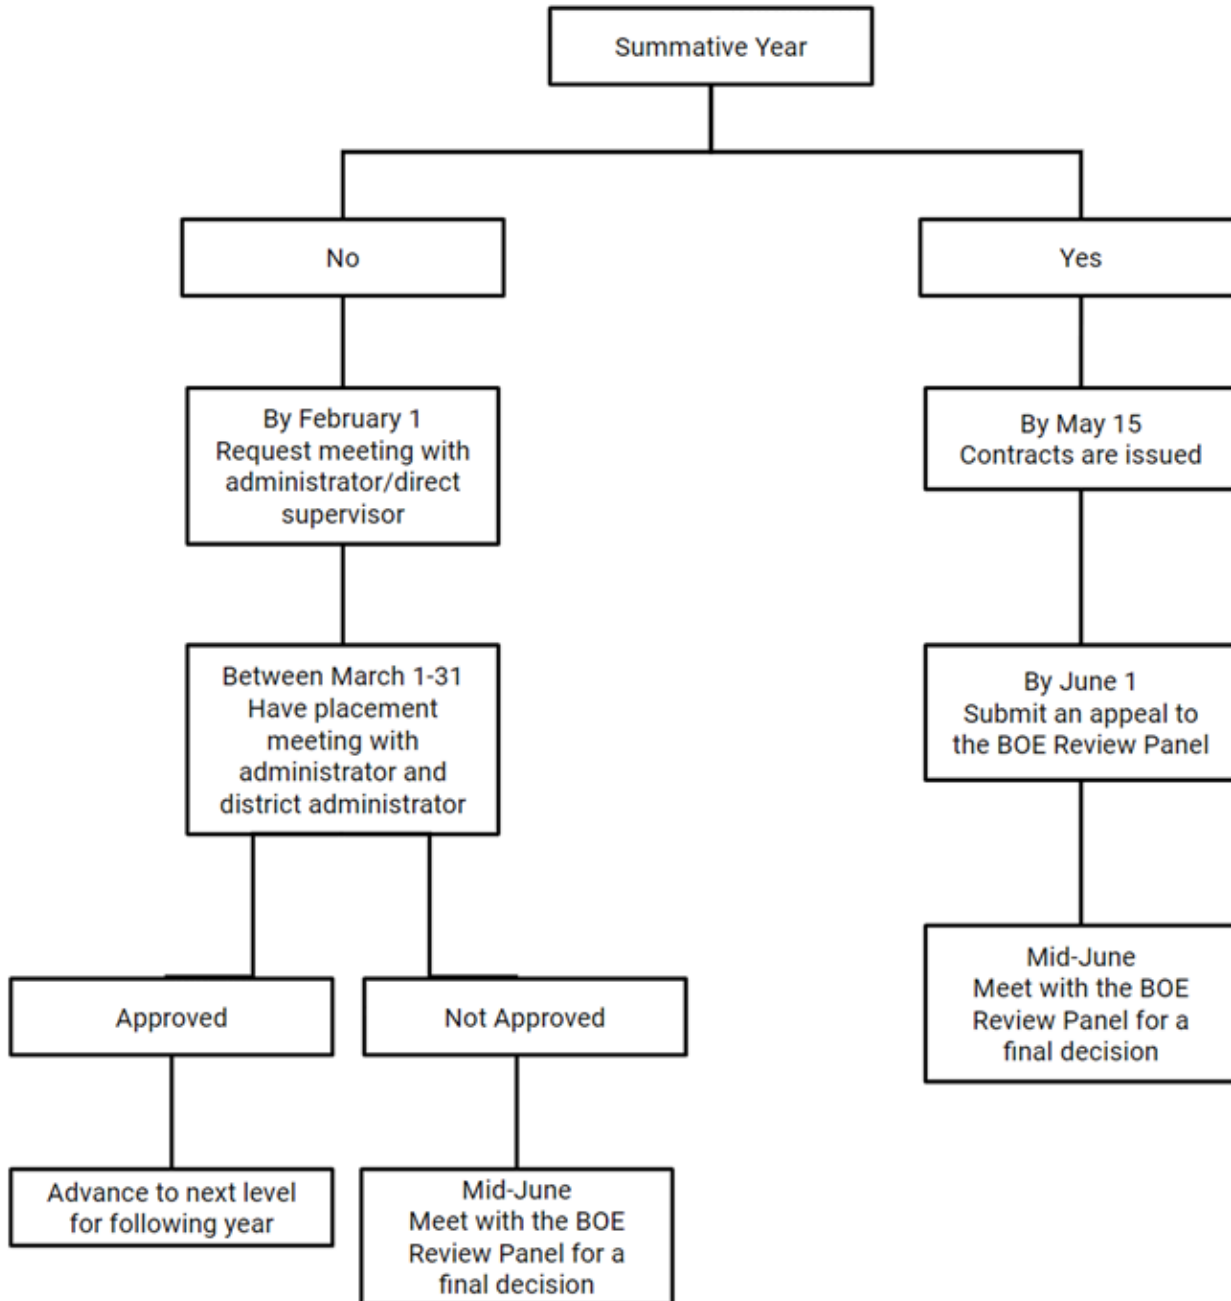 Summative Year
No
Yes
By February 1
Request meeting with
administrator/direct
supervisor
By May 15
Contracts are issued
Between March 1-31
Have placement
meeting with
administrator and
district administrator
By June 1
Submit an appeal to
the BOE Review Panel
Approved
Not Approved
Mid-June
Meet with the BOE
Review Panel for a
final decision
Advance to next level
for following year
Mid-June
Meet with the BOE
Review Panel for a
final decision